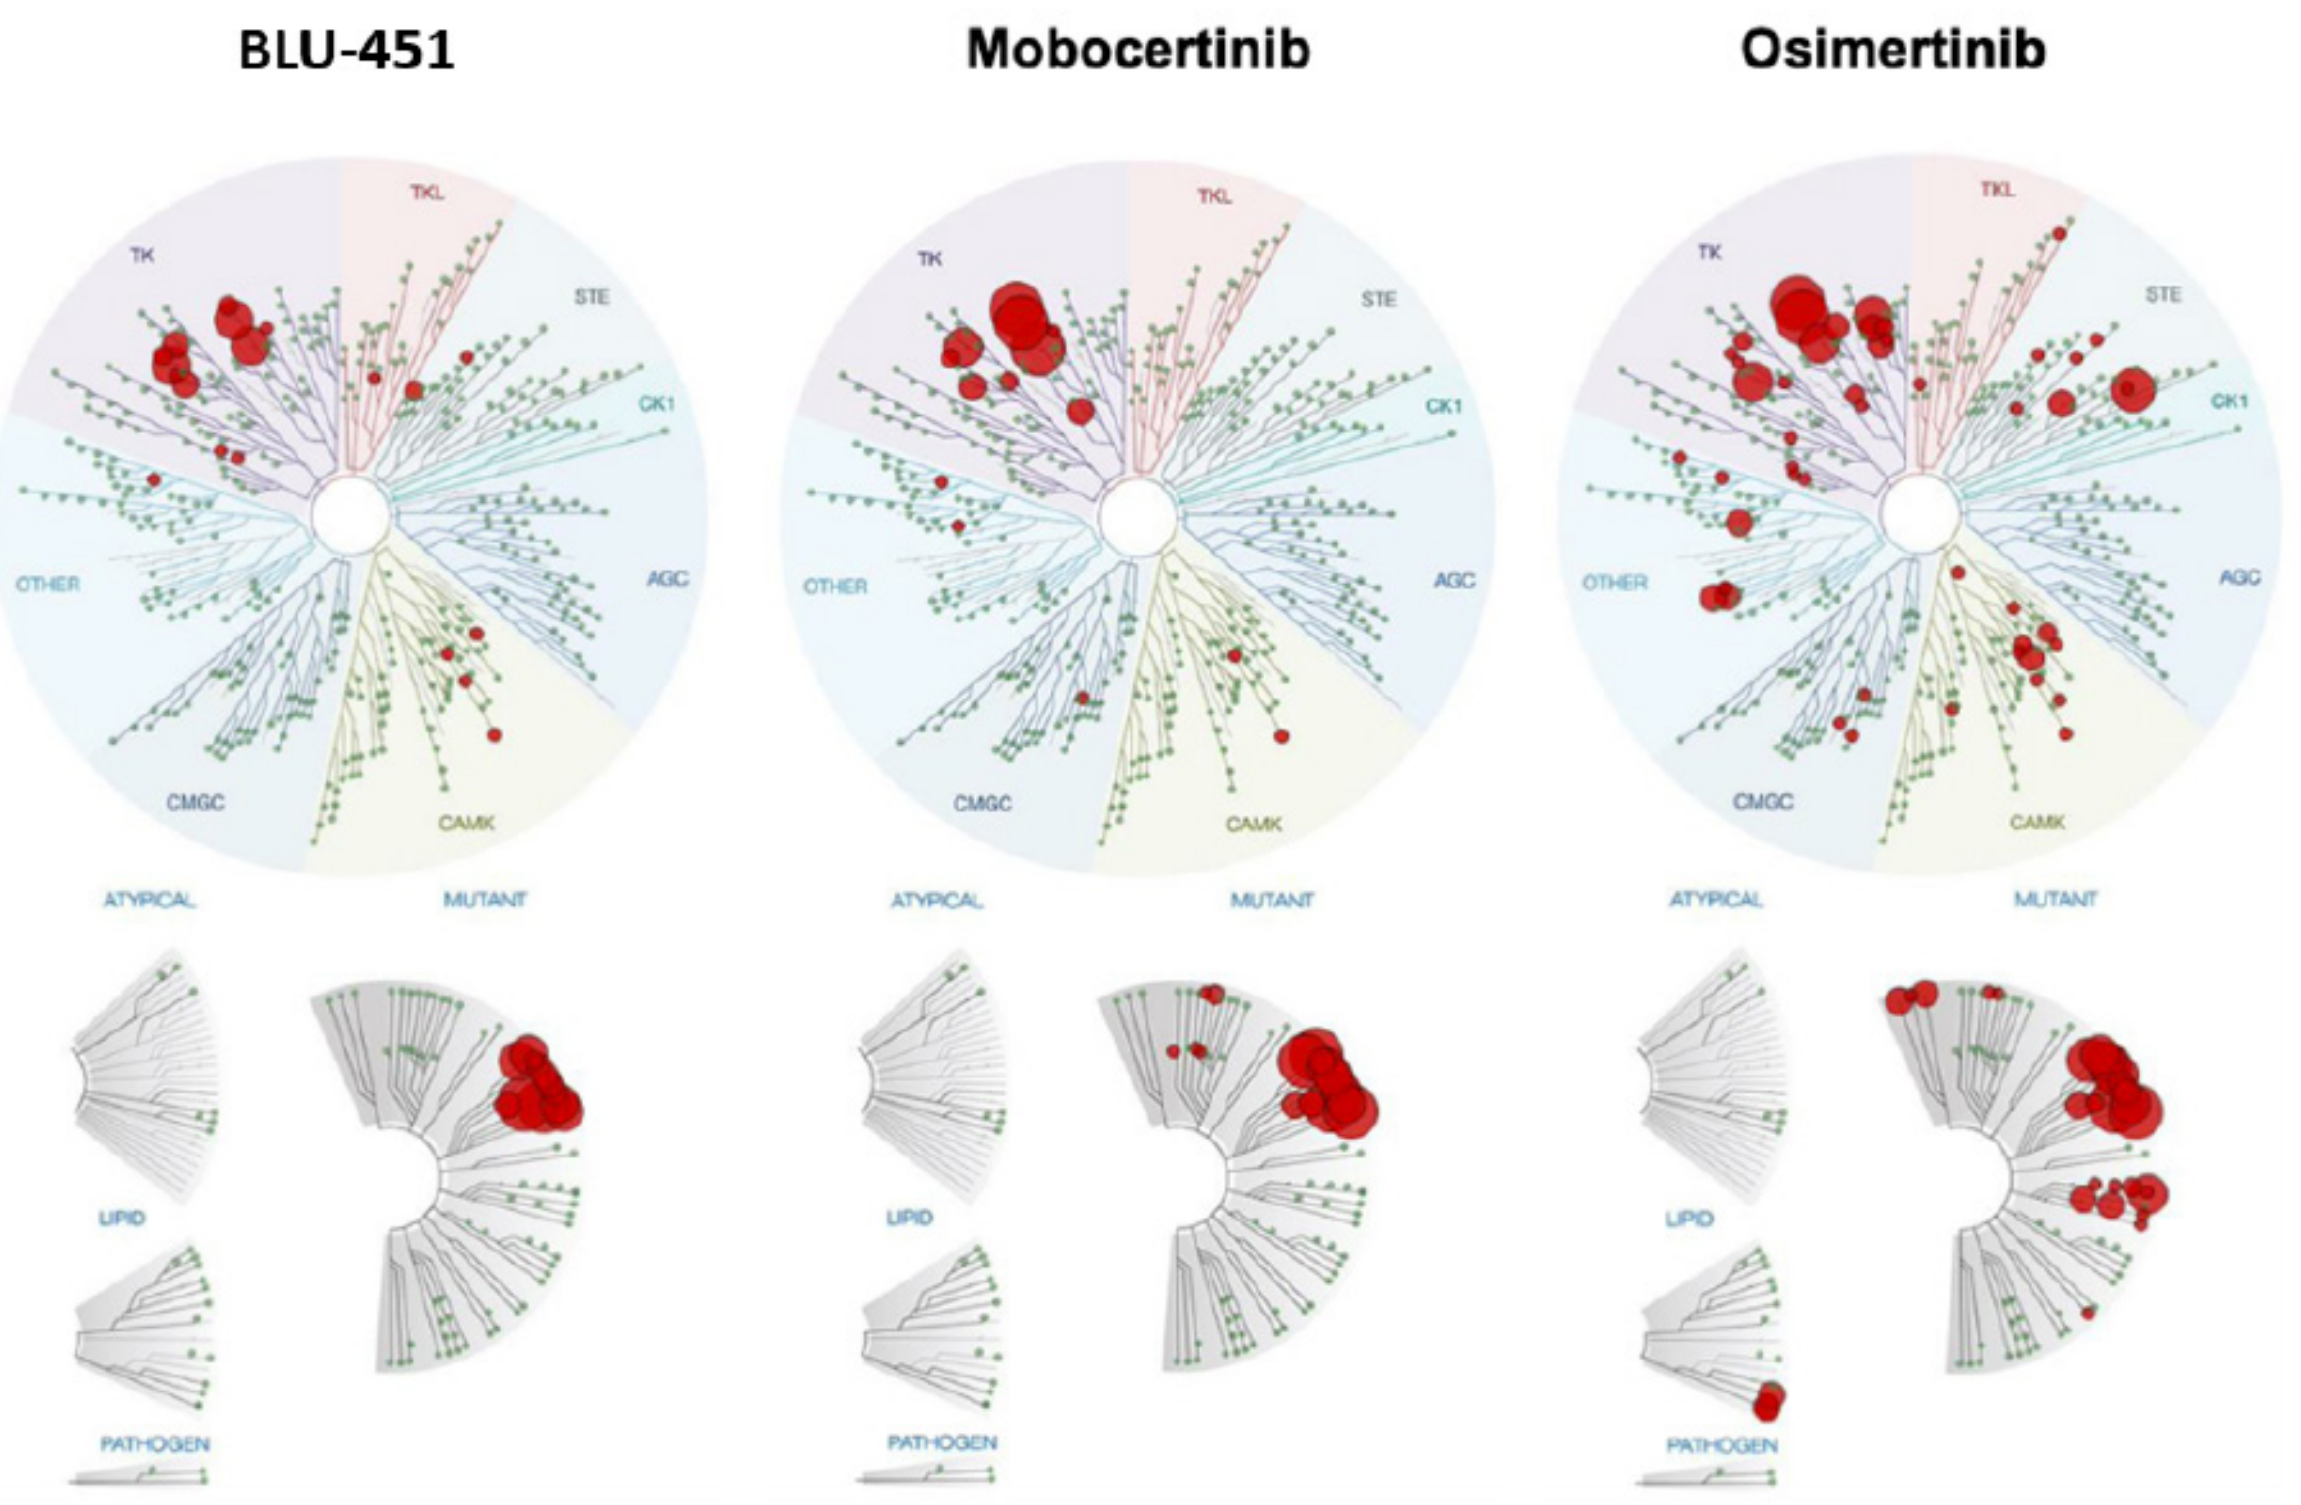 BLU-451 Mobocertinib Osimertinib
TKL TKL TKL
TK TK TK
STE STE STE
CK1 CK1 CK1
OTHER AGC OTHER AGC OTHER AGC
CMGC CMGC CMGC
CAMK CAMK CAMK
ATYPICAL MUTANT ATYPICAL MUTANT ATYPICAL MUTANT
LIPID LIPID LIPID
PATHOGEN PATHOGEN PATHOGEN